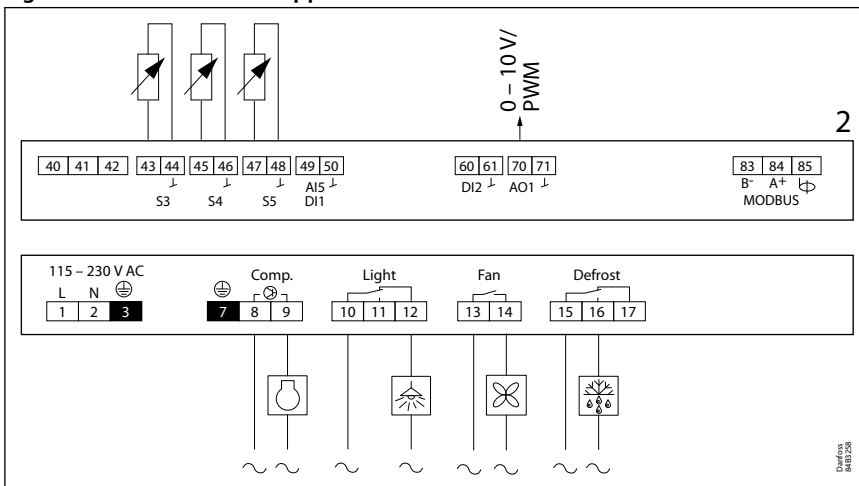 0 – 10 V/
PWM
2
40 41 42 43 44 45 46 47 48 49 50 60 61 70 71 83 84 85
S3 S4 S5 AI5 DI1 DI2 AO1 B- A+
MODBUS
115 – 230 V AC Comp. Light Fan Defrost
L N
1 2 3 7 8 9 10 11 12 13 14 15 16 17
Danfoss
84B3258